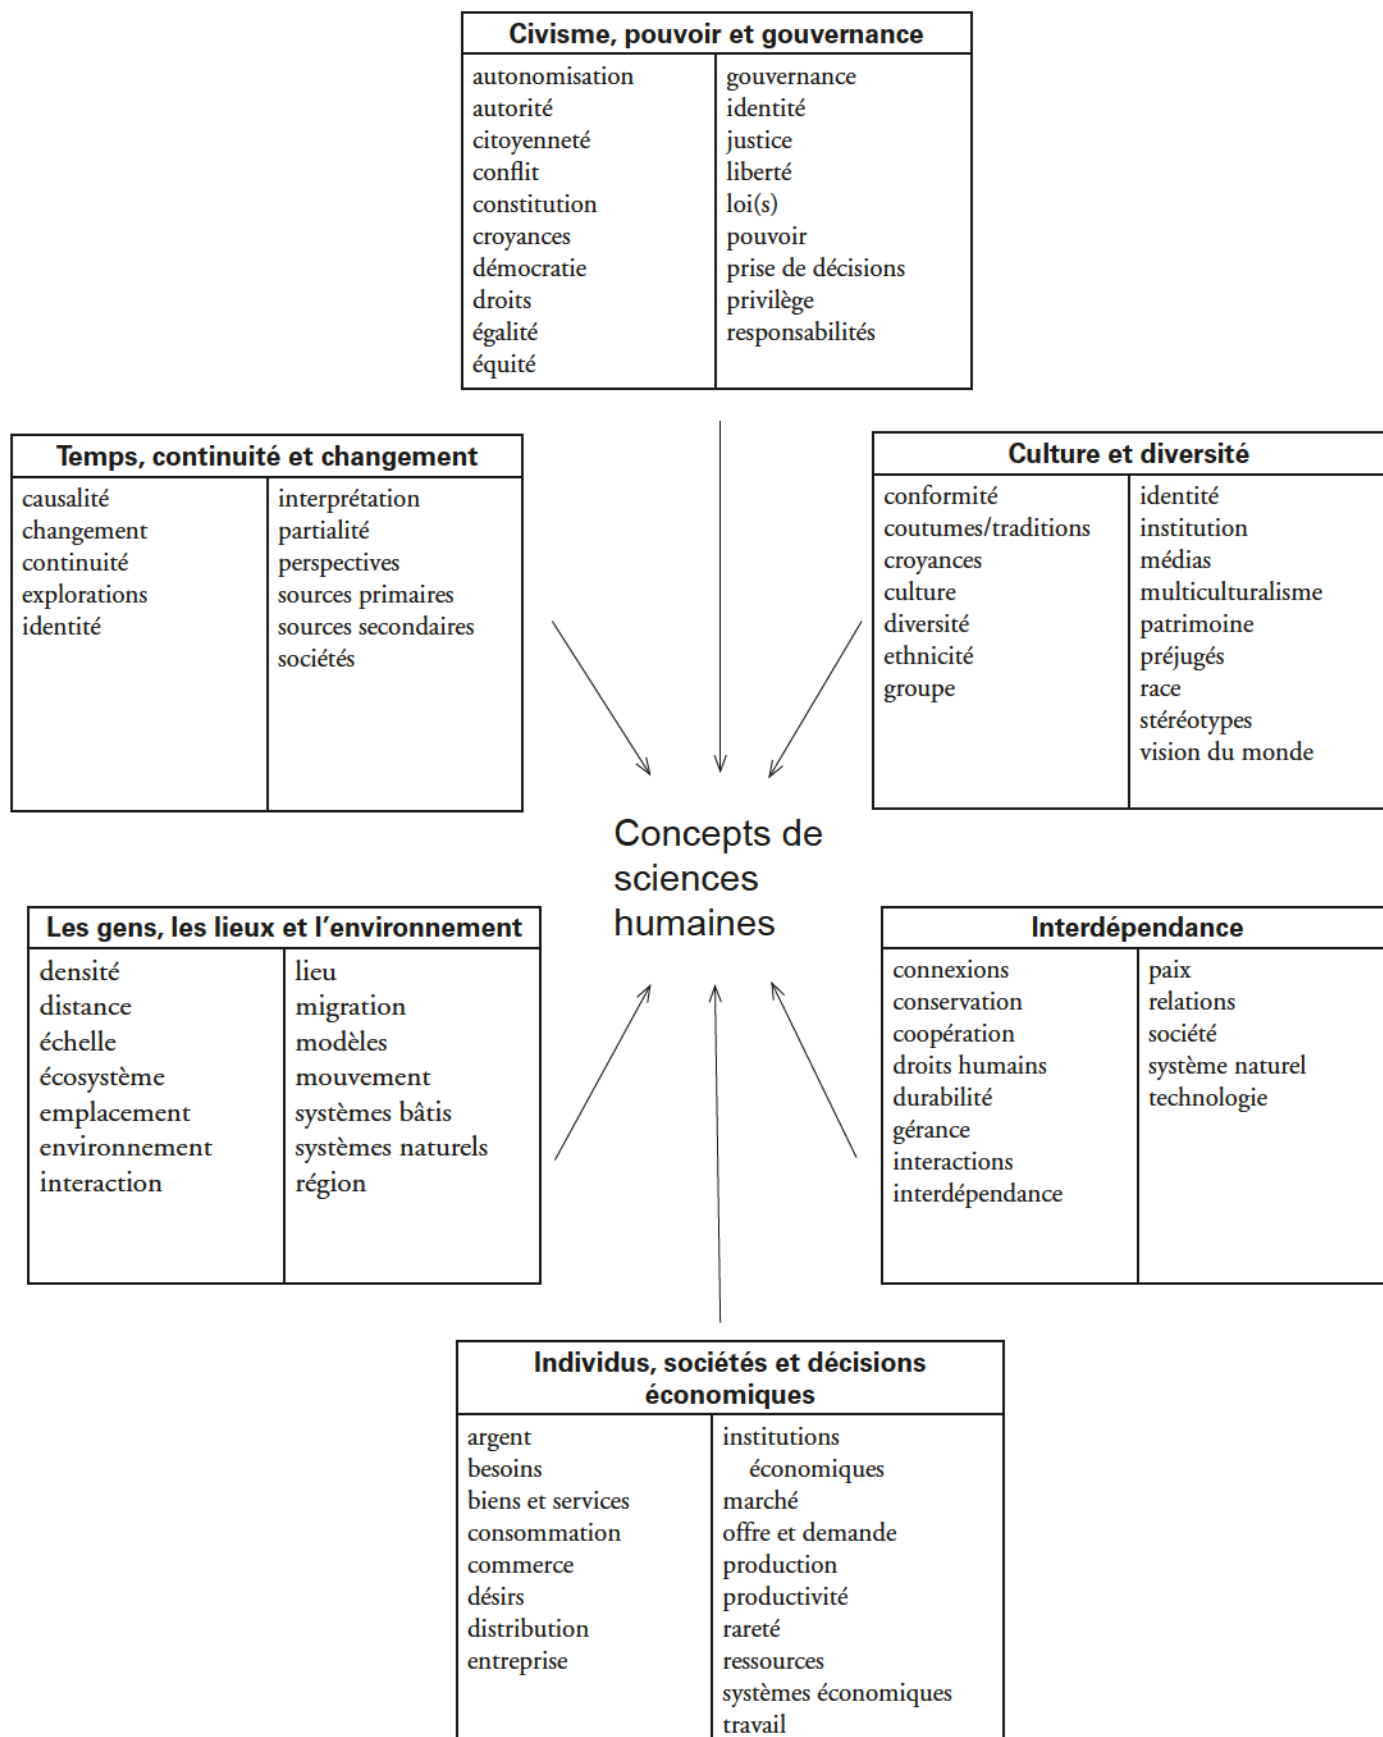 Civisme, pouvoir et gouvernance
autonomisation
autorité
citoyenneté
conflit
constitution
croyances
démocratie
droits
égalité
équité
gouvernance
identité
justice
liberté
loi(s)
pouvoir
prise de décisions
privilège
responsabilités
Temps, continuité et changement
causalité
changement
continuité
explorations
identité
interprétation
partialité
perspectives
sources primaires
sources secondaires
sociétés
Culture et diversité
conformité
coutumes/traditions
croyances
culture
diversité
ethnicité
groupe
identité
institution
médias
multiculturalisme
patrimoine
préjugés
race
stéréotypes
vision du monde
Concepts de
sciences
humaines
Les gens, les lieux et l’environnement
densité
distance
échelle
écosystème
emplacement
environnement
interaction
lieu
migration
modèles
mouvement
systèmes bâtis
systèmes naturels
région
Interdépendance
connexions
conservation
coopération
droits humains
durabilité
gérance
interactions
interdépendance
paix
relations
société
système naturel
technologie
Individus, sociétés et décisions
économiques
argent
besoins
biens et services
consommation
commerce
désirs
distribution
entreprise
institutions
économiques
marché
offre et demande
production
productivité
rareté
ressources
systèmes économiques
travail